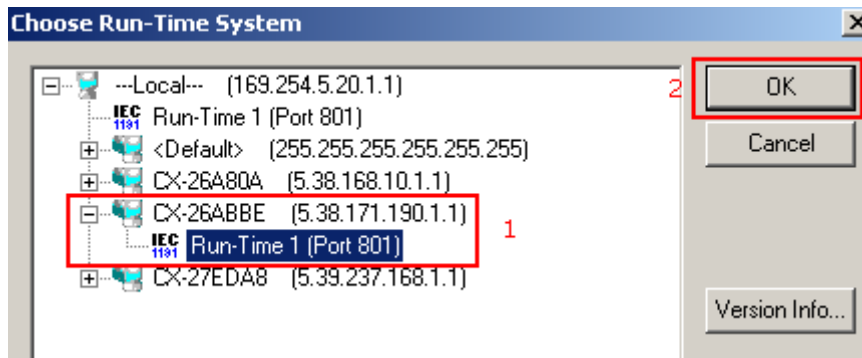 Choose Run-Time System
---Local--- (169.254.5.20.1.1)
2
OK
IEC 1131 Run-Time 1 (Port 801)
<Default> (255.255.255.255.255.255)
Cancel
CX-26A80A (5.38.168.10.1.1)
CX-26ABBE (5.38.171.190.1.1)
1
IEC 1131 Run-Time 1 (Port 801)
CX-27EDA8 (5.39.237.168.1.1)
Version Info...